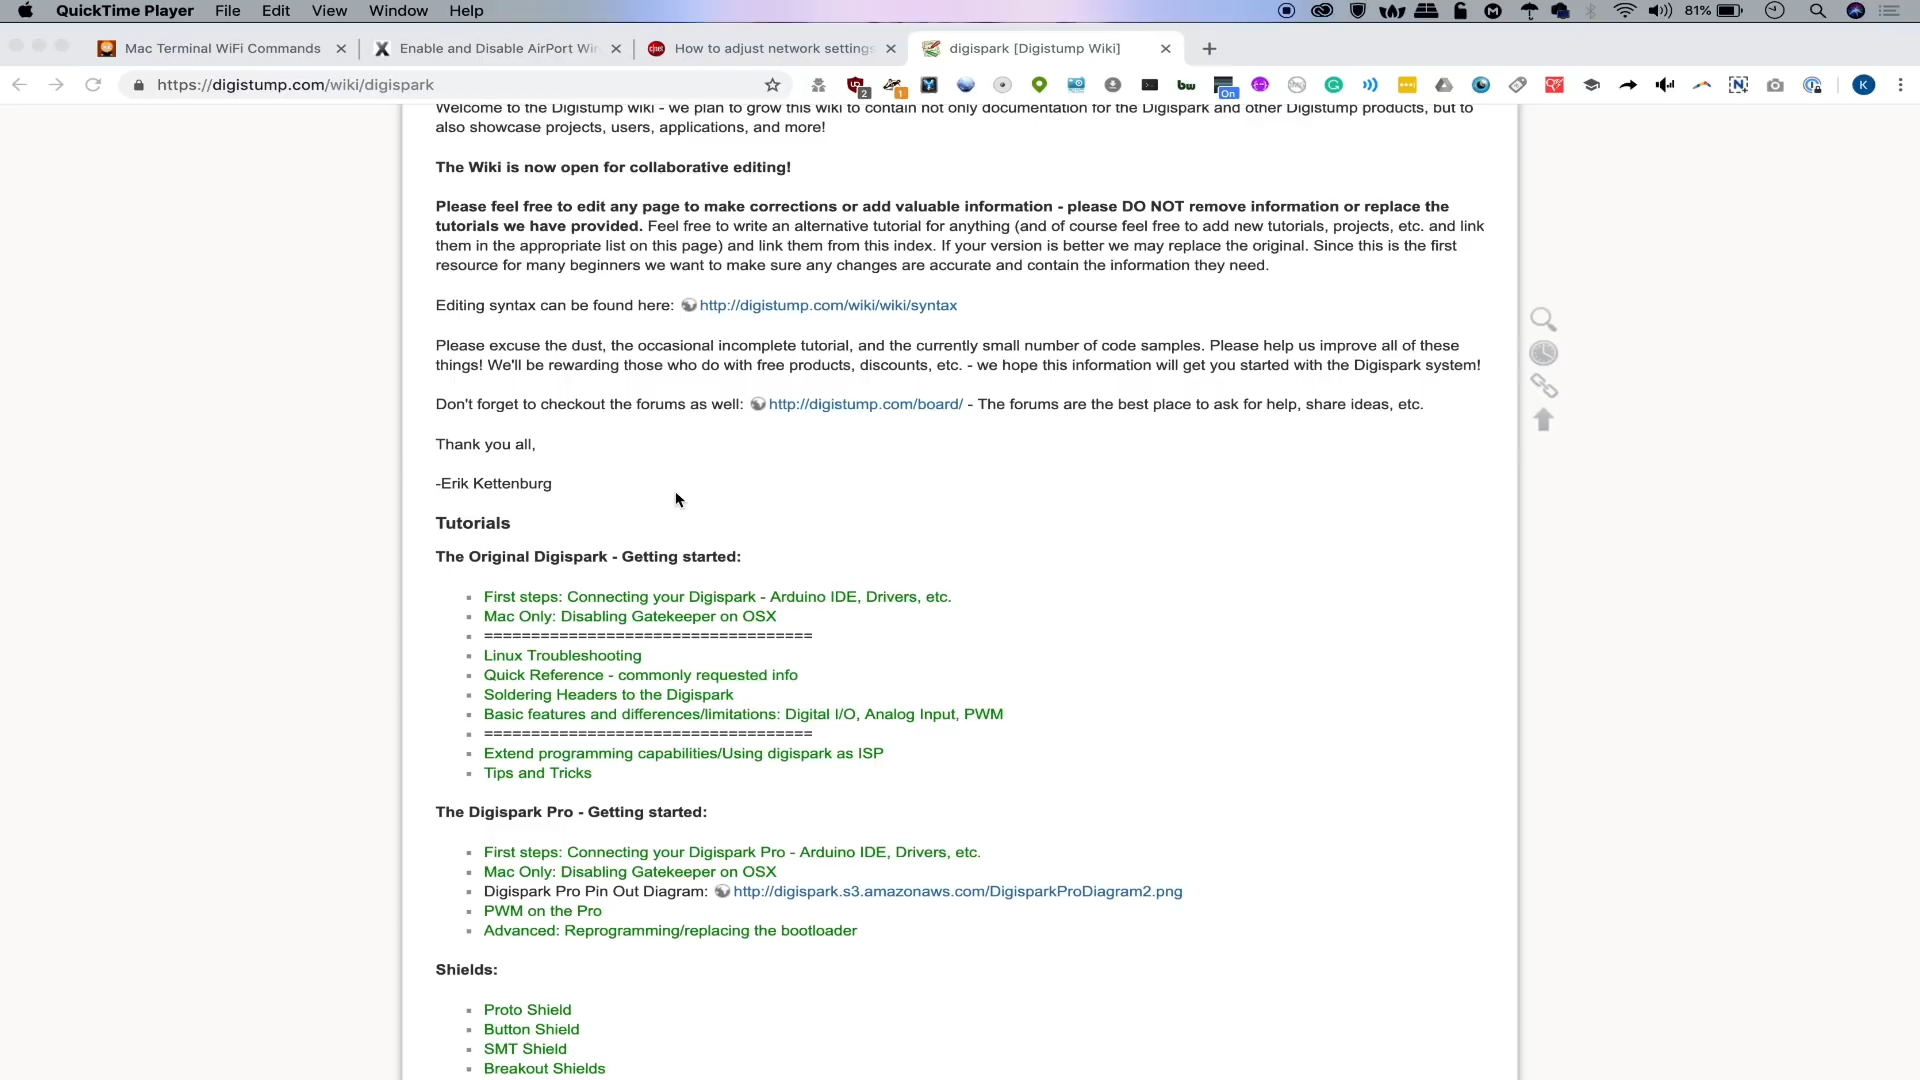 QuickTime Player File Edit View Window Help 81%
Mac Terminal WiFi Commands
Enable and Disable AirPort Wir
How to adjust network settings
digispark [Digistump Wiki]
https://digistump.com/wiki/digispark
Welcome to the Digistump wiki - we plan to grow this wiki to contain not only documentation for the Digispark and other Digistump products, but to
also showcase projects, users, applications, and more!
The Wiki is now open for collaborative editing!
Please feel free to edit any page to make corrections or add valuable information - please DO NOT remove information or replace the
tutorials we have provided. Feel free to write an alternative tutorial for anything (and of course feel free to add new tutorials, projects, etc. and link
them in the appropriate list on this page) and link them from this index. If your version is better we may replace the original. Since this is the first
resource for many beginners we want to make sure any changes are accurate and contain the information they need.
Editing syntax can be found here: http://digistump.com/wiki/wiki/syntax
Please excuse the dust, the occasional incomplete tutorial, and the currently small number of code samples. Please help us improve all of these
things! We'll be rewarding those who do with free products, discounts, etc. - we hope this information will get you started with the Digispark system!
Don't forget to checkout the forums as well: http://digistump.com/board/ - The forums are the best place to ask for help, share ideas, etc.
Thank you all,
-Erik Kettenburg
Tutorials
The Original Digispark - Getting started:
First steps: Connecting your Digispark - Arduino IDE, Drivers, etc.
Mac Only: Disabling Gatekeeper on OSX
===================================
Linux Troubleshooting
Quick Reference - commonly requested info
Soldering Headers to the Digispark
Basic features and differences/limitations: Digital I/O, Analog Input, PWM
===================================
Extend programming capabilities/Using digispark as ISP
Tips and Tricks
The Digispark Pro - Getting started:
First steps: Connecting your Digispark Pro - Arduino IDE, Drivers, etc.
Mac Only: Disabling Gatekeeper on OSX
Digispark Pro Pin Out Diagram: http://digispark.s3.amazonaws.com/DigisparkProDiagram2.png
PWM on the Pro
Advanced: Reprogramming/replacing the bootloader
Shields:
Proto Shield
Button Shield
SMT Shield
Breakout Shields